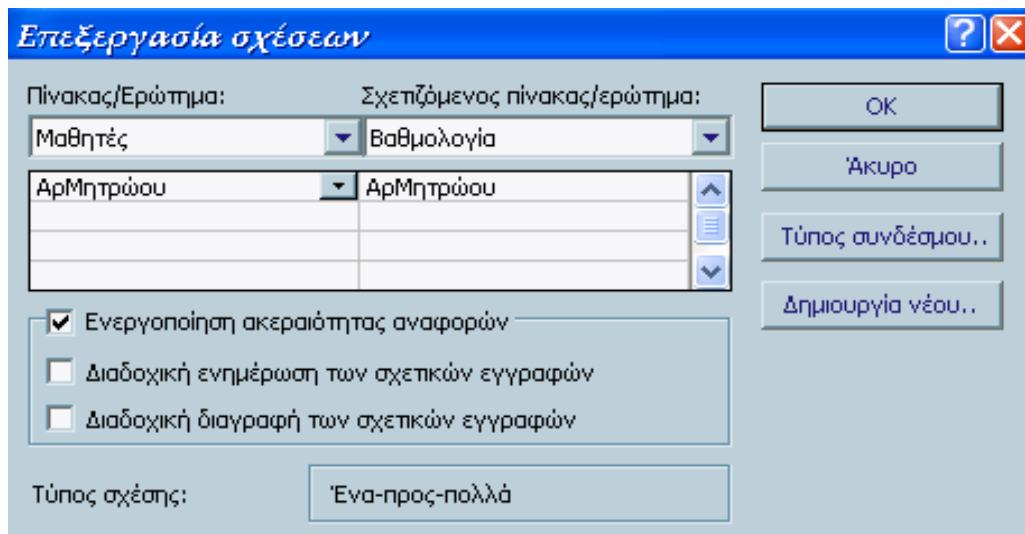 Επεξεργασία σχέσεων
Πίνακας/Ερώτημα: Σχετιζόμενος πίνακας/ερώτημα:
Μαθητές Βαθμολογία
ΑρΜητρώου ΑρΜητρώου
OK
Άκυρο
Τύπος συνδέσμου..
Δημιουργία νέου..
Ενεργοποίηση ακεραιότητας αναφορών
Διαδοχική ενημέρωση των σχετικών εγγραφών
Διαδοχική διαγραφή των σχετικών εγγραφών
Τύπος σχέσης: Ένα-προς-πολλά